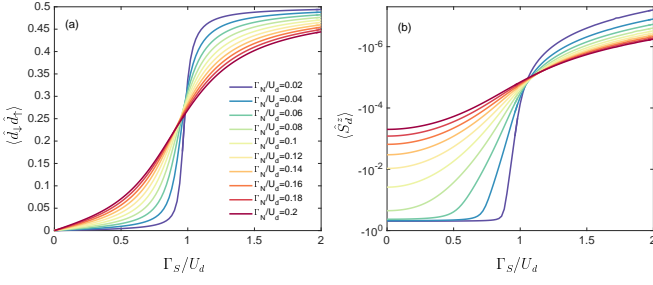 (a)
0.5
0.45
0.4
0.35
0.3
0.25
0.2
0.15
0.1
0.05
0
⟨d̂↓d̂↑⟩
Γ_N/U_d=0.02
Γ_N/U_d=0.04
Γ_N/U_d=0.06
Γ_N/U_d=0.08
Γ_N/U_d=0.1
Γ_N/U_d=0.12
Γ_N/U_d=0.14
Γ_N/U_d=0.16
Γ_N/U_d=0.18
Γ_N/U_d=0.2
0 0.5 1 1.5 2
Γ_S/U_d
(b)
-10⁻⁶
-10⁻⁴
-10⁻²
-10⁰
⟨Ŝ_d^z⟩
0 0.5 1 1.5 2
Γ_S/U_d